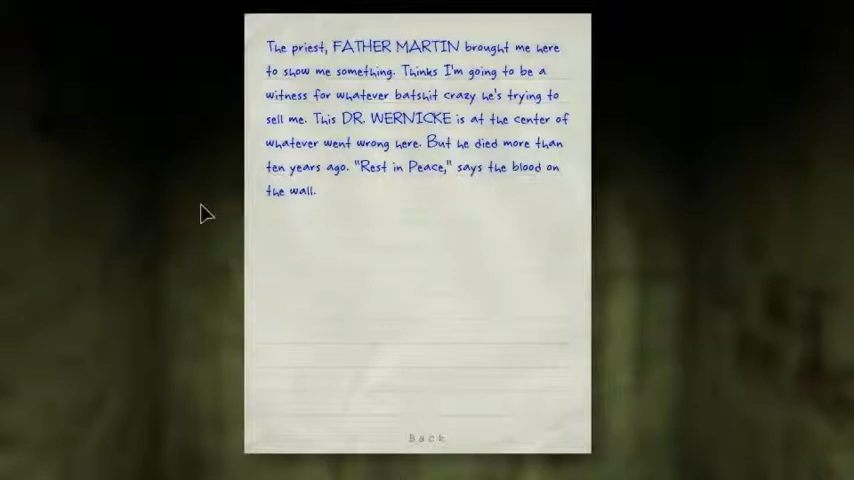 The priest, FATHER MARTIN brought me here
to show me something. Thinks I'm going to be a
witness for whatever batshit crazy he's trying to
sell me. This DR. WERNICKE is at the center of
whatever went wrong here. But he died more than
ten years ago. "Rest in Peace," says the blood on
the wall.
Back